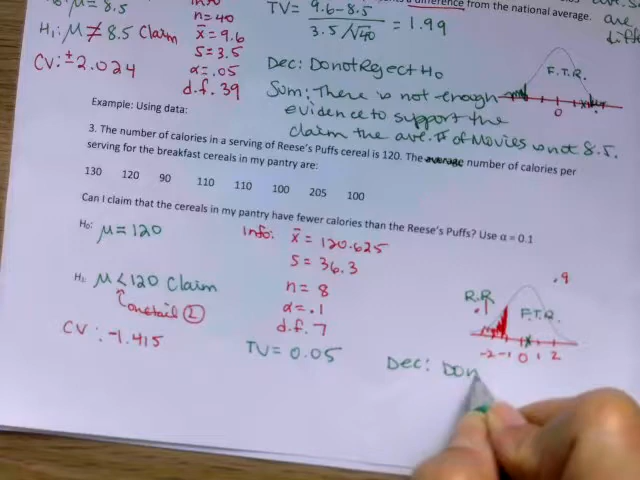 H₀: μ = 8.5
n = 40
TV = 9.6 - 8.5 / 3.5/√40 = 1.99
difference from the national average.
H₁: μ ≠ 8.5 Claim
x̄ = 9.6
s = 3.5
α = .05
d.f. 39
CV: ± 2.024
are
Dec: Do not Reject H₀
F.T.R.
0
Sum: There is not enough
evidence to support the
claim the ave. # of Movies is not 8.5.
Example: Using data:
3. The number of calories in a serving of Reese's Puffs cereal is 120. The average number of calories per
serving for the breakfast cereals in my pantry are:
130 120 90 110 110 100 205 100
Can I claim that the cereals in my pantry have fewer calories than the Reese's Puffs? Use α = 0.1
H₀: μ = 120
Info: x̄ = 120.625
s = 36.3
H₁: μ < 120 Claim
n = 8
α = .1
d.f. 7
onetail L
CV: -1.415
TV = 0.05
.9
R.R
.1
F.T.R.
-2 -1 0 1 2
Dec: Don